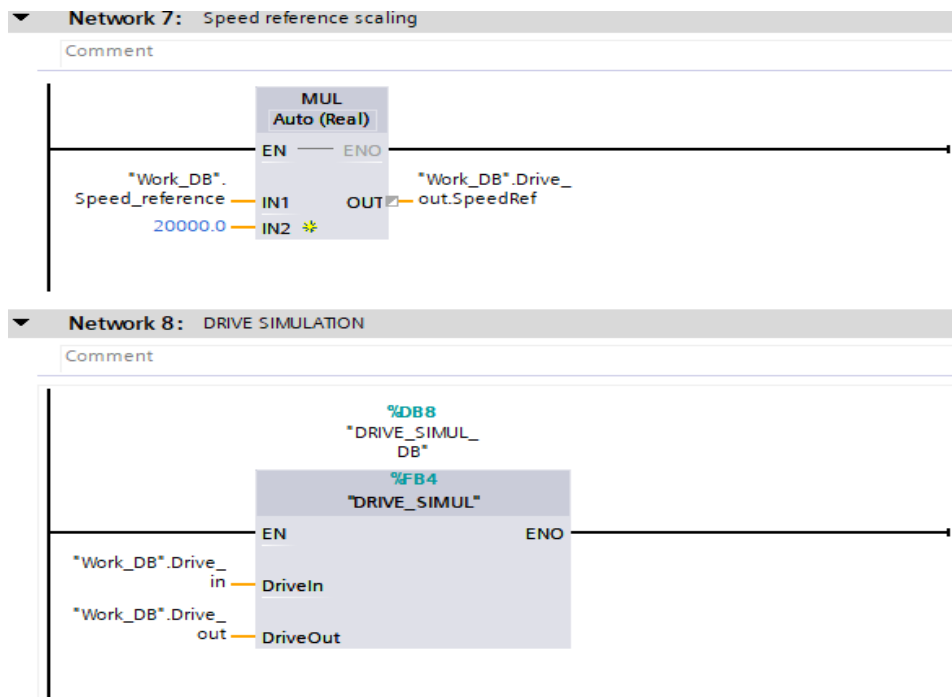 Network 7: Speed reference scaling
Comment
MUL
Auto (Real)
EN ENO
"Work_DB".
Speed_reference
IN1
OUT
"Work_DB".Drive_
out.SpeedRef
20000.0
IN2
Network 8: DRIVE SIMULATION
Comment
%DB8
"DRIVE_SIMUL_
DB"
%FB4
"DRIVE_SIMUL"
EN ENO
"Work_DB".Drive_
in
DriveIn
"Work_DB".Drive_
out
DriveOut